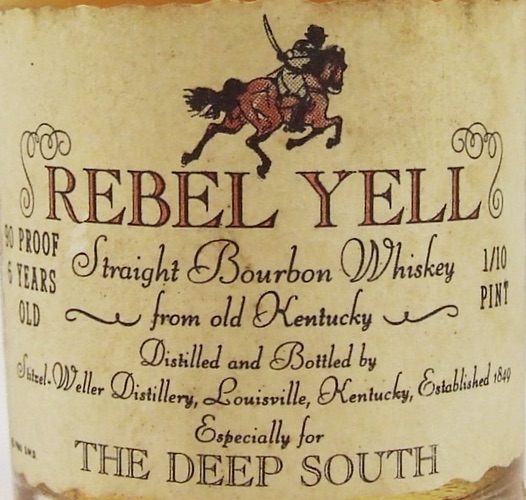 REBEL YELL
90 PROOF
6 YEARS
OLD
Straight Bourbon Whiskey
from old Kentucky
1/10
PINT
Distilled and Bottled by
Stitzel-Weller Distillery, Louisville, Kentucky, Established 1849
Especially for
THE DEEP SOUTH